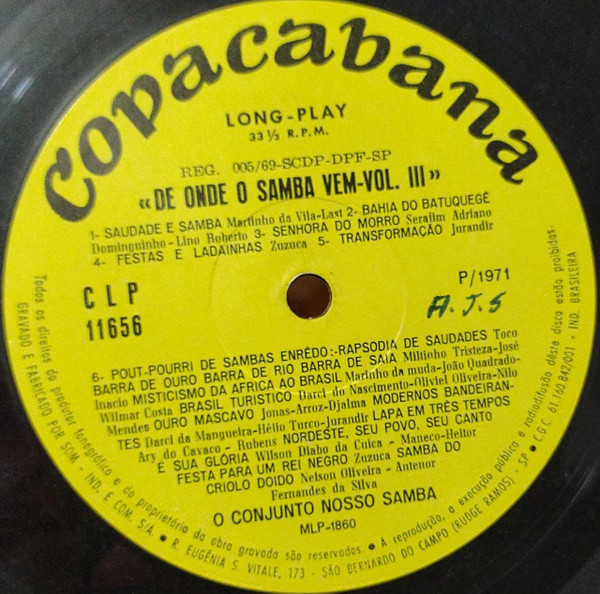 Copacabana
LONG-PLAY
33 ⅓ R.P.M.
REG. 005/69-SCDP-DPF-SP
«DE ONDE O SAMBA VEM-VOL. III»
1- SAUDADE E SAMBA Martinho da Vila-Last 2- BAHIA DO BATUQUEGÊ
Dominguinho-Lino Roberto 3- SENHORA DO MORRO Serafim Adriano
4- FESTAS E LADAINHAS Zuzuca 5- TRANSFORMAÇÃO Jurandir
CLP
11656
P/1971
A.J.S
6- POUT-POURRI DE SAMBAS ENRÊDO:-RAPSODIA DE SAUDADES Toco
BARRA DE OURO BARRA DE RIO BARRA DE SAIA Miltinho Tristeza-José
Inacio MISTICISMO DA AFRICA AO BRASIL Marinho da muda-João Quadrado-
Wilmar Costa BRASIL TURISTICO Darci do Nascimento-Oliviel Oliveira-Nilo
Mendes OURO MASCAVO Jonas-Arroz-Djalma MODERNOS BANDEIRAN-
TES Darci da Mangueira-Hélio Turco-Jurandir LAPA EM TRÊS TEMPOS
Ary do Cavaco - Rubens NORDESTE, SEU POVO, SEU CANTO
E SUA GLÓRIA Wilson Diabo da Cuica - Maneco-Heitor
FESTA PARA UM REI NEGRO Zuzuca SAMBA DO
CRIOLO DOIDO Nelson Oliveira - Antenor
Fernandes da Silva
O CONJUNTO NOSSO SAMBA
MLP-1860
Todos os direitos do produtor fonográfico e do proprietário da obra gravada são reservados • A reprodução, a execução pública e radiodifição dêste disco estão proibidas.
GRAVADO E FABRICADO POR SOM - IND. E COM. S/A • R. EUGÊNIA S. VITALE, 173 - SÃO BERNARDO DO CAMPO (RUDGE RAMOS) - SP • C.G.C 61.160.842/001 - IND. BRASILEIRA